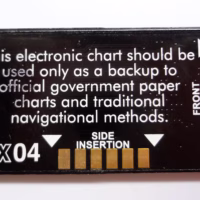 is electronic chart should be
used only as a backup to
official government paper
charts and traditional
navigational methods.
X04
SIDE
INSERTION
FRONT